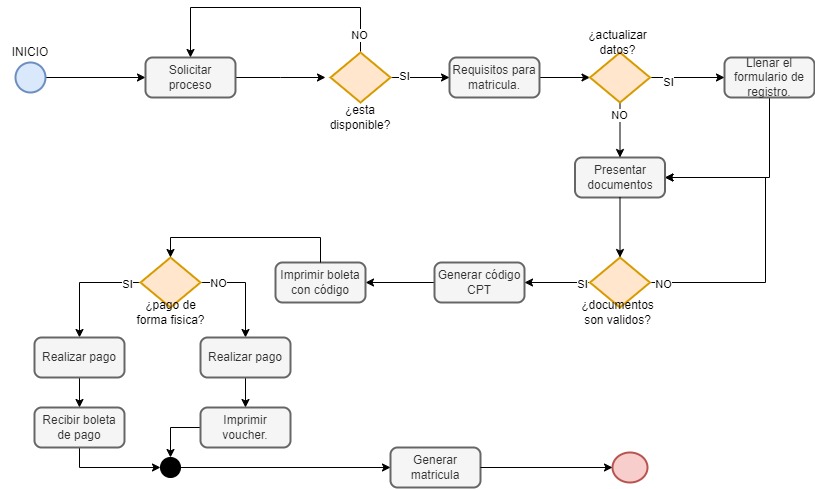 INICIO
Solicitar
proceso
NO
SI
¿esta
disponible?
Requisitos para
matricula.
¿actualizar
datos?
SI
NO
Llenar el
formulario de
registro.
Presentar
documentos
¿documentos
son validos?
NO
SI
Generar código
CPT
Imprimir boleta
con código
¿pago de
forma física?
SI
NO
Realizar pago
Realizar pago
Recibir boleta
de pago
Imprimir
voucher.
Generar
matricula